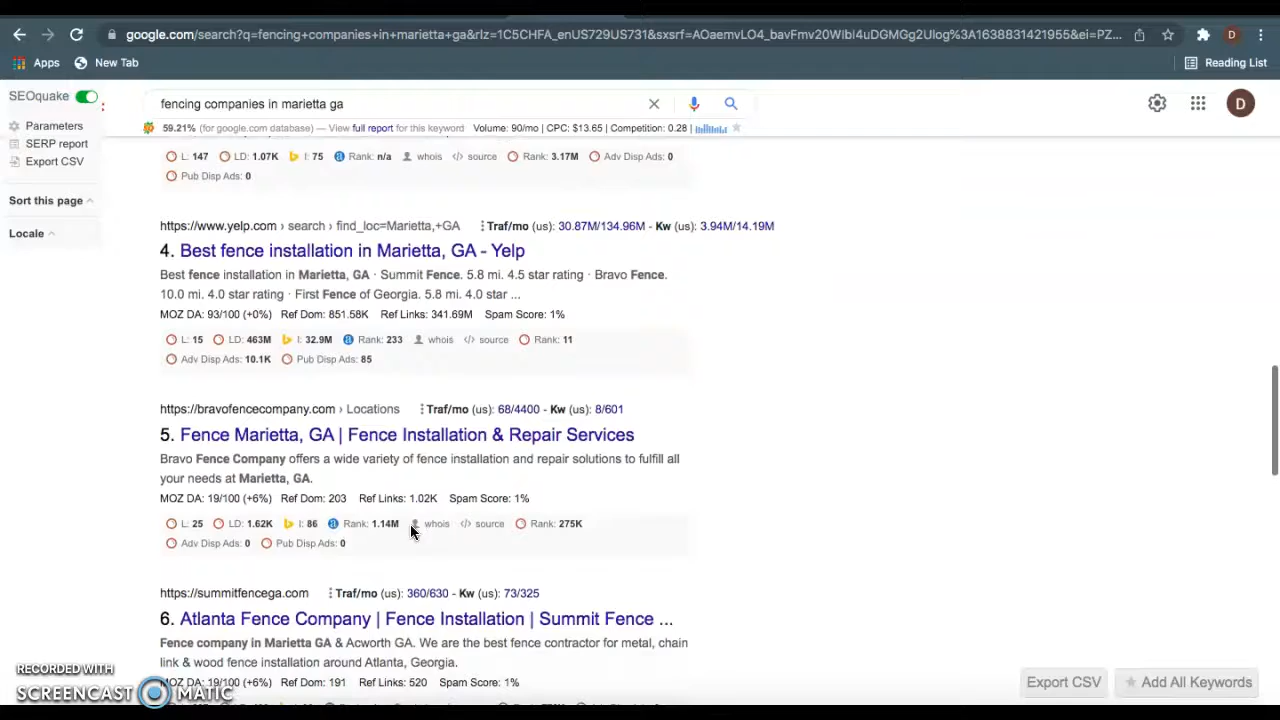 google.com/search?q=fencing+companies+in+marietta+ga&rlz=1C5CHFA_enUS729US731&sxsrf=AOaemvLO4_bavFmv20WlbI4uDGMGg2Ulog%3A1638831421955&ei=PZ... D
Apps New Tab Reading List
SEOquake
fencing companies in marietta ga
D
59.21% (for google.com database) — View full report for this keyword Volume: 90/mo | CPC: $13.65 | Competition: 0.28 |
Parameters
SERP report
Export CSV
Sort this page
Locale
L: 147 LD: 1.07K I: 75 Rank: n/a whois source Rank: 3.17M Adv Disp Ads: 0
Pub Disp Ads: 0
https://www.yelp.com › search › find_loc=Marietta,+GA Traf/mo (us): 30.87M/134.96M - Kw (us): 3.94M/14.19M
4. Best fence installation in Marietta, GA - Yelp
Best fence installation in Marietta, GA · Summit Fence. 5.8 mi. 4.5 star rating · Bravo Fence.
10.0 mi. 4.0 star rating · First Fence of Georgia. 5.8 mi. 4.0 star ...
MOZ DA: 93/100 (+0%) Ref Dom: 851.58K Ref Links: 341.69M Spam Score: 1%
L: 15 LD: 463M I: 32.9M Rank: 233 whois source Rank: 11
Adv Disp Ads: 10.1K Pub Disp Ads: 85
https://bravofencecompany.com › Locations Traf/mo (us): 68/4400 - Kw (us): 8/601
5. Fence Marietta, GA | Fence Installation & Repair Services
Bravo Fence Company offers a wide variety of fence installation and repair solutions to fulfill all
your needs at Marietta, GA.
MOZ DA: 19/100 (+6%) Ref Dom: 203 Ref Links: 1.02K Spam Score: 1%
L: 25 LD: 1.62K I: 86 Rank: 1.14M whois source Rank: 275K
Adv Disp Ads: 0 Pub Disp Ads: 0
https://summitfencega.com Traf/mo (us): 360/630 - Kw (us): 73/325
6. Atlanta Fence Company | Fence Installation | Summit Fence ...
Fence company in Marietta GA & Acworth GA. We are the best fence contractor for metal, chain
link & wood fence installation around Atlanta, Georgia.
MOZ DA: 19/100 (+6%) Ref Dom: 191 Ref Links: 520 Spam Score: 1%
RECORDED WITH
SCREENCAST MATIC
Export CSV Add All Keywords